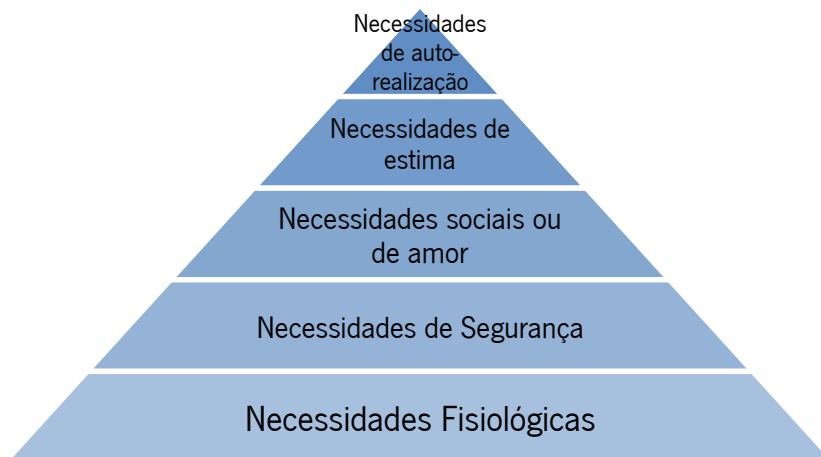 Necessidades
de auto-
realização
Necessidades de
estima
Necessidades sociais ou
de amor
Necessidades de Segurança
Necessidades Fisiológicas